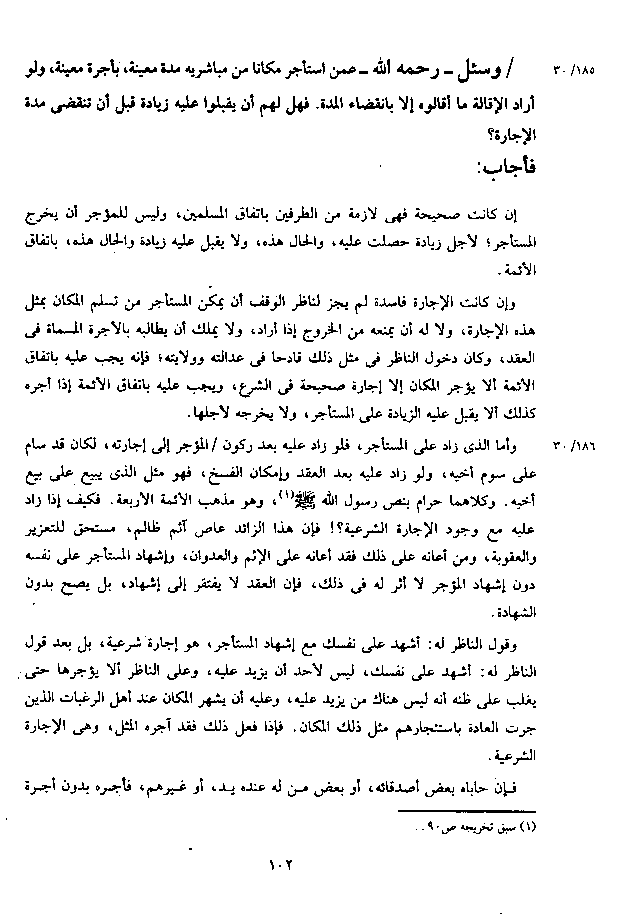 ٣٠/١٨٥ / وسئل ـ رحمه الله ـ عمن استأجر مكانا من مباشريه مدة معينة، بأجرة معينة، ولو
أراد الإقالة ما أقالوه إلا بانقضاء المدة. فهل لهم أن يقبلوا عليه زيادة قبل أن تنقضى مدة
الإجارة؟
فأجاب:
إن كانت صحيحة فهى لازمة من الطرفين باتفاق المسلمين، وليس للمؤجر أن يخرج
المستأجر؛ لأجل زيادة حصلت عليه، والحال هذه، ولا يقبل عليه زيادة والحال هذه، باتفاق
الأئمة.
وإن كانت الإجارة فاسدة لم يجز لناظر الوقف أن يمكن المستأجر من تسلم المكان بمثل
هذه الإجارة، ولا له أن يمنعه من الخروج إذا أراد، ولا يملك أن يطالبه بالأجرة المسماة فى
العقد، وكان دخول الناظر فى مثل ذلك قادحا فى عدالته وولايته؛ فإنه يجب عليه باتفاق
الأئمة ألا يؤجر المكان إلا إجارة صحيحة فى الشرع، ويجب عليه باتفاق الأئمة إذا أجره
كذلك ألا يقبل عليه الزيادة على المستأجر، ولا يخرجه لأجلها.
٣٠/١٨٦ وأما الذى زاد على المستأجر، فلو زاد عليه بعد ركون / المؤجر إلى إجارته، لكان قد سام
على سوم أخيه، ولو زاد عليه بعد العقد وإمكان الفسخ، فهو مثل الذى يبيع على بيع
أخيه. وكلاهما حرام بنص رسول الله ﷺ(١)، وهو مذهب الأئمة الأربعة. فكيف إذا زاد
عليه مع وجود الإجارة الشرعية؟! فإن هذا الزائد عاص آثم ظالم، مستحق للتعزير
والعقوبة، ومن أعانه على ذلك فقد أعانه على الإثم والعدوان، وإشهاد المستأجر على نفسه
دون إشهاد المؤجر لا أثر له فى ذلك، فإن العقد لا يفتقر إلى إشهاد، بل يصح بدون
الشهادة.
وقول الناظر له: أشهد على نفسك مع إشهاد المستأجر، هو إجارة شرعية، بل بعد قول
الناظر له: أشهد على نفسك، ليس لأحد أن يزيد عليه، وعلى الناظر ألا يؤجرها حتى
يغلب على ظنه أنه ليس هناك من يزيد عليه، وعليه أن يشهر المكان عند أهل الرغبات الذين
جرت العادة باستئجارهم مثل ذلك المكان. فإذا فعل ذلك فقد آجره المثل، وهى الإجارة
الشرعية.
فإن حاباه بعض أصدقائه، أو بعض من له عنده يد، أو غيرهم، فأجره بدون أجرة
(١) سبق تخريجه ص٩٠.
١٠٢